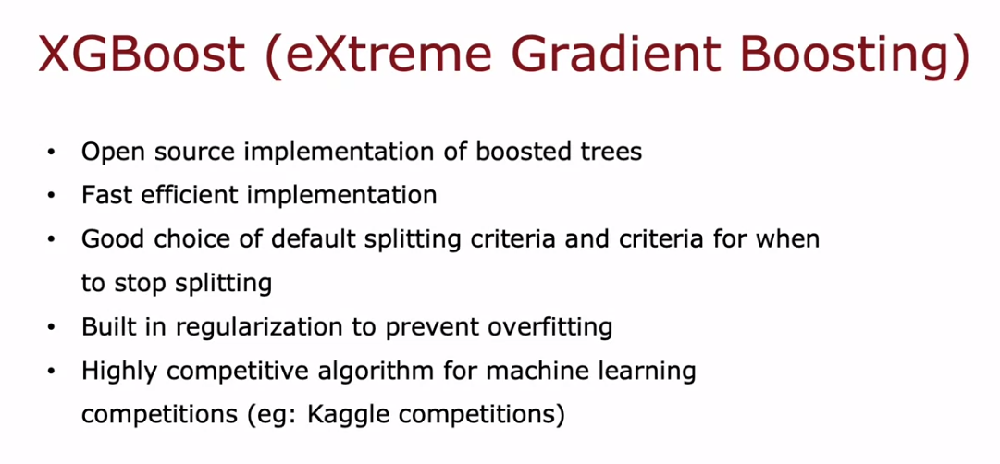 XGBoost (eXtreme Gradient Boosting)
• Open source implementation of boosted trees
• Fast efficient implementation
• Good choice of default splitting criteria and criteria for when
to stop splitting
• Built in regularization to prevent overfitting
• Highly competitive algorithm for machine learning
competitions (eg: Kaggle competitions)